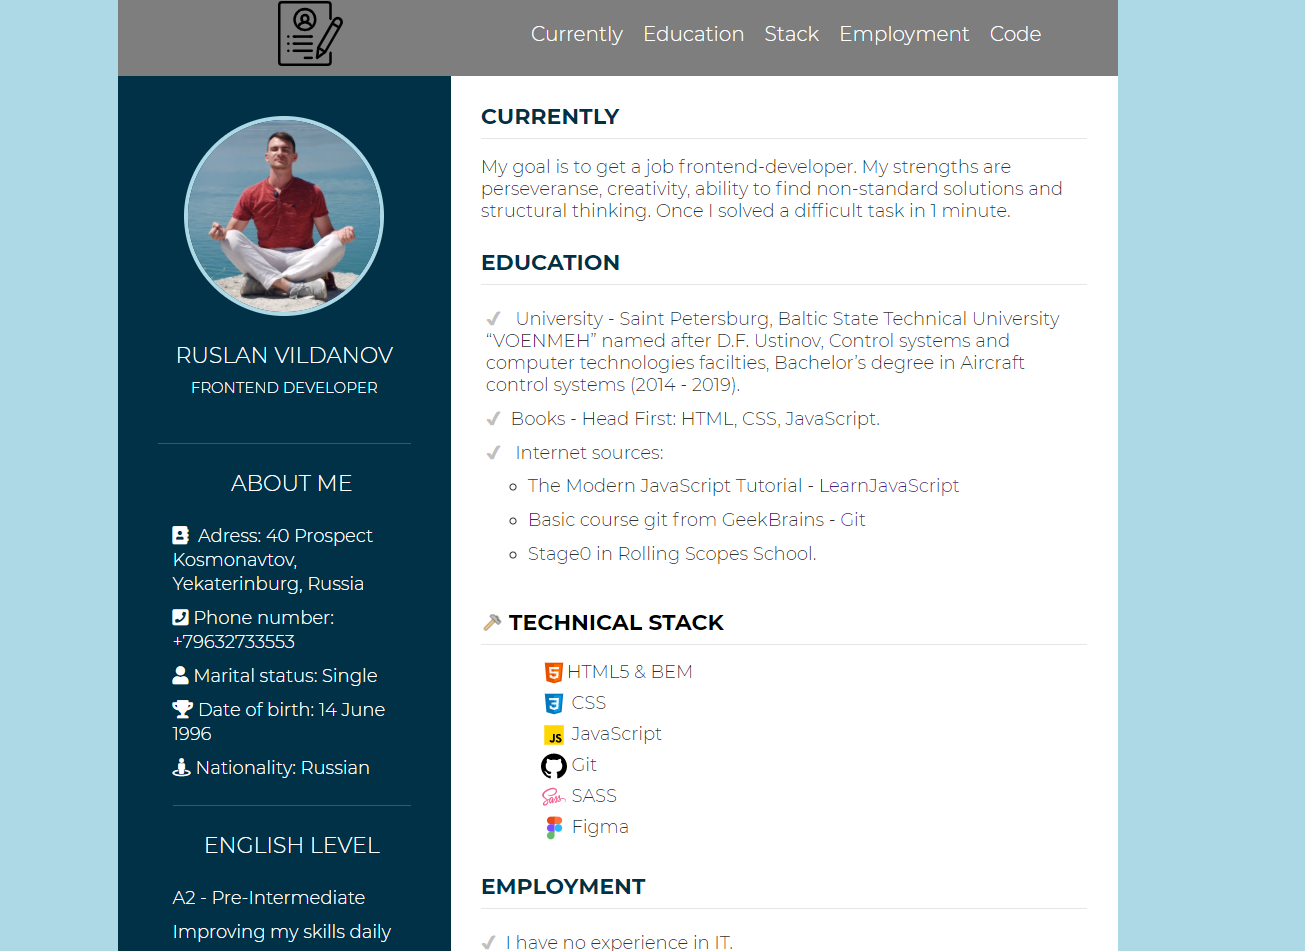 Currently Education Stack Employment Code
RUSLAN VILDANOV
FRONTEND DEVELOPER
ABOUT ME
Adress: 40 Prospect
Kosmonavtov,
Yekaterinburg, Russia
Phone number:
+79632733553
Marital status: Single
Date of birth: 14 June
1996
Nationality: Russian
ENGLISH LEVEL
A2 - Pre-Intermediate
Improving my skills daily
CURRENTLY
My goal is to get a job frontend-developer. My strengths are
perseveranse, creativity, ability to find non-standard solutions and
structural thinking. Once I solved a difficult task in 1 minute.
EDUCATION
University - Saint Petersburg, Baltic State Technical University
“VOENMEH” named after D.F. Ustinov, Control systems and
computer technologies facilties, Bachelor’s degree in Aircraft
control systems (2014 - 2019).
Books - Head First: HTML, CSS, JavaScript.
Internet sources:
The Modern JavaScript Tutorial - LearnJavaScript
Basic course git from GeekBrains - Git
Stage0 in Rolling Scopes School.
TECHNICAL STACK
HTML5 & BEM
CSS
JS JavaScript
Git
Sass SASS
Figma
EMPLOYMENT
I have no experience in IT.